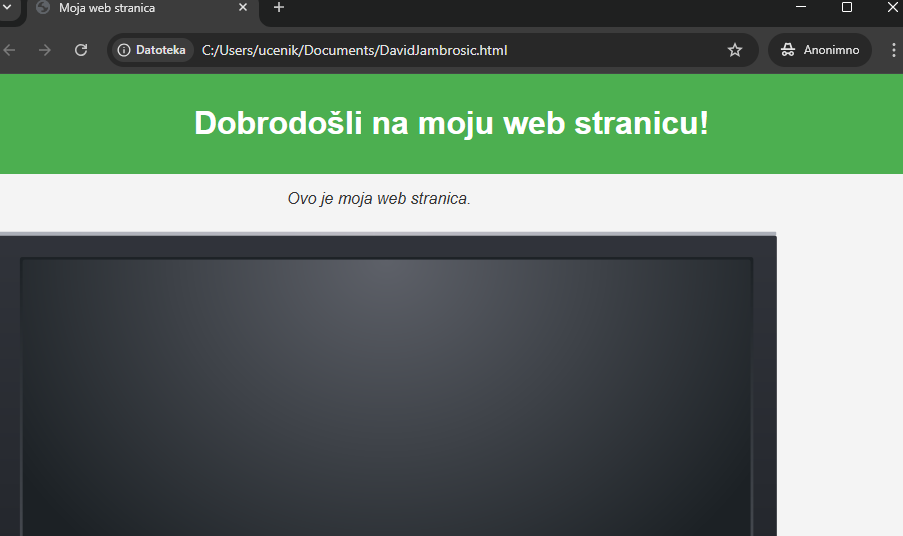 Moja web stranica
Datoteka C:/Users/ucenik/Documents/DavidJambrosic.html Anonimno
Dobrodošli na moju web stranicu!
Ovo je moja web stranica.